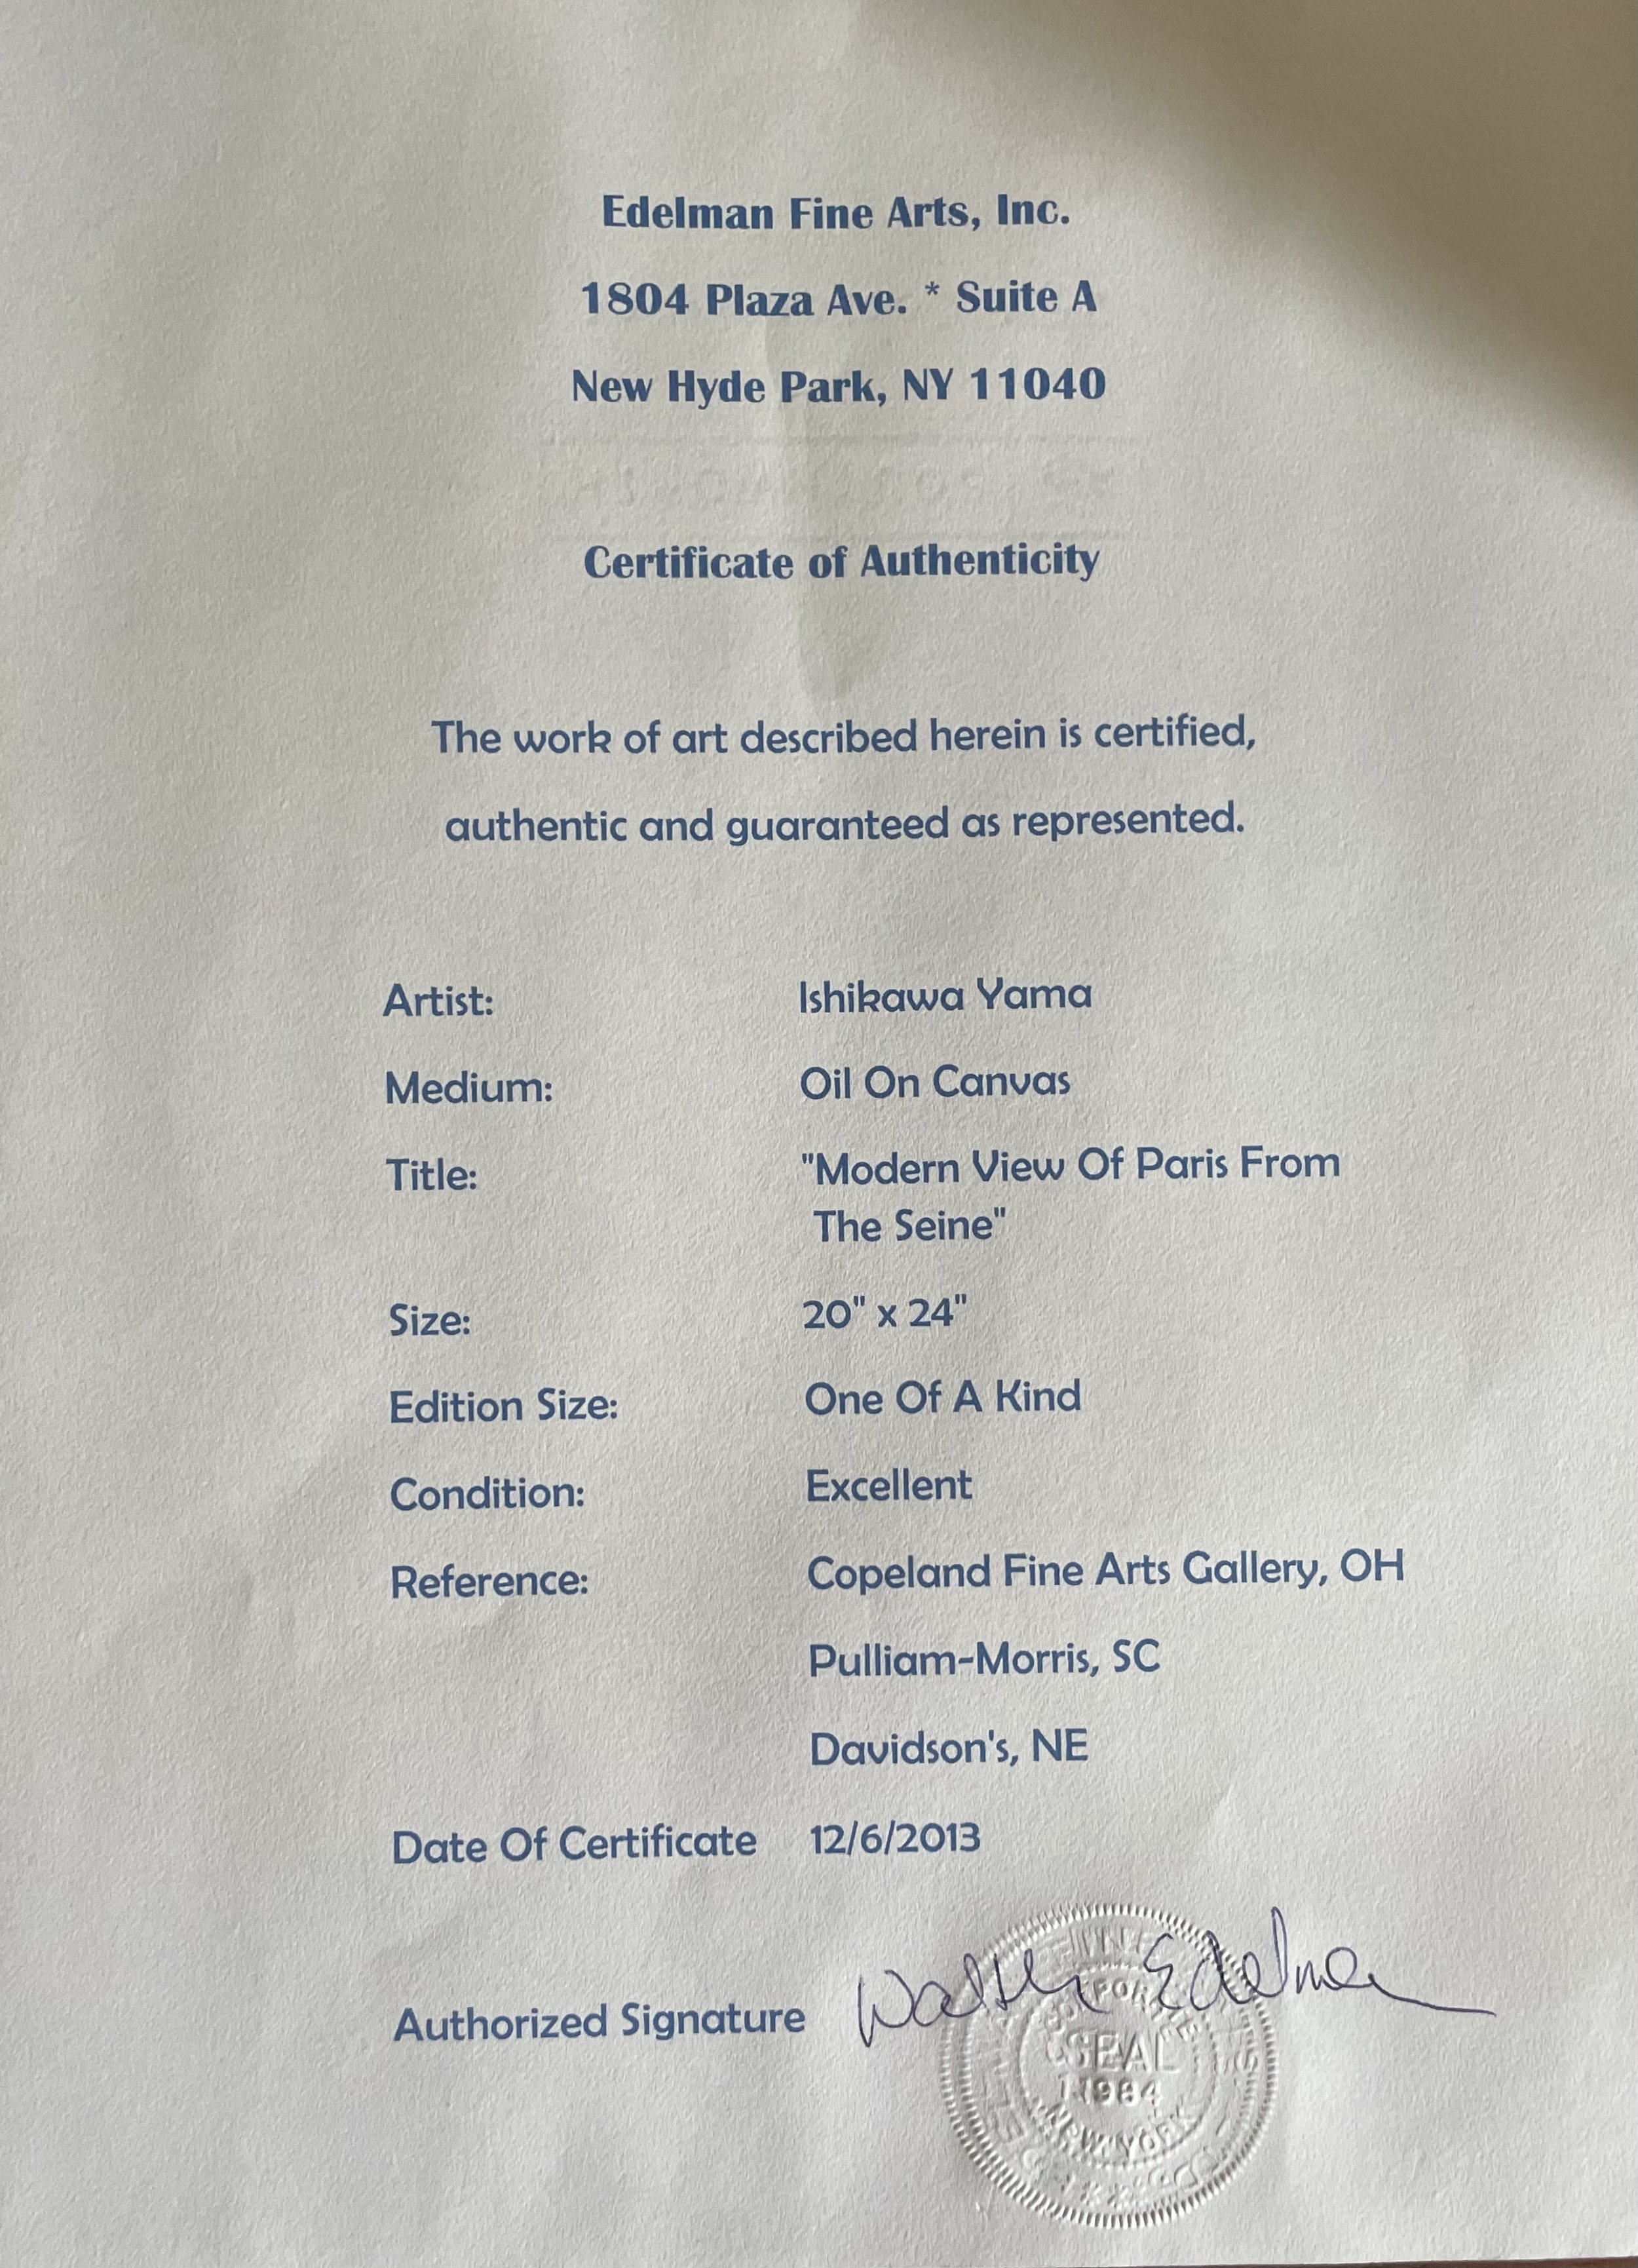 Edelman Fine Arts, Inc.
1804 Plaza Ave. * Suite A
New Hyde Park, NY 11040
Certificate of Authenticity
The work of art described herein is certified,
authentic and guaranteed as represented.
Artist: Ishikawa Yama
Medium: Oil On Canvas
Title: "Modern View Of Paris From
The Seine"
Size: 20" x 24"
Edition Size: One Of A Kind
Condition: Excellent
Reference: Copeland Fine Arts Gallery, OH
Pulliam-Morris, SC
Davidson's, NE
Date Of Certificate 12/6/2013
Authorized Signature Walter Edelman
SEAL
1984
NEW YORK